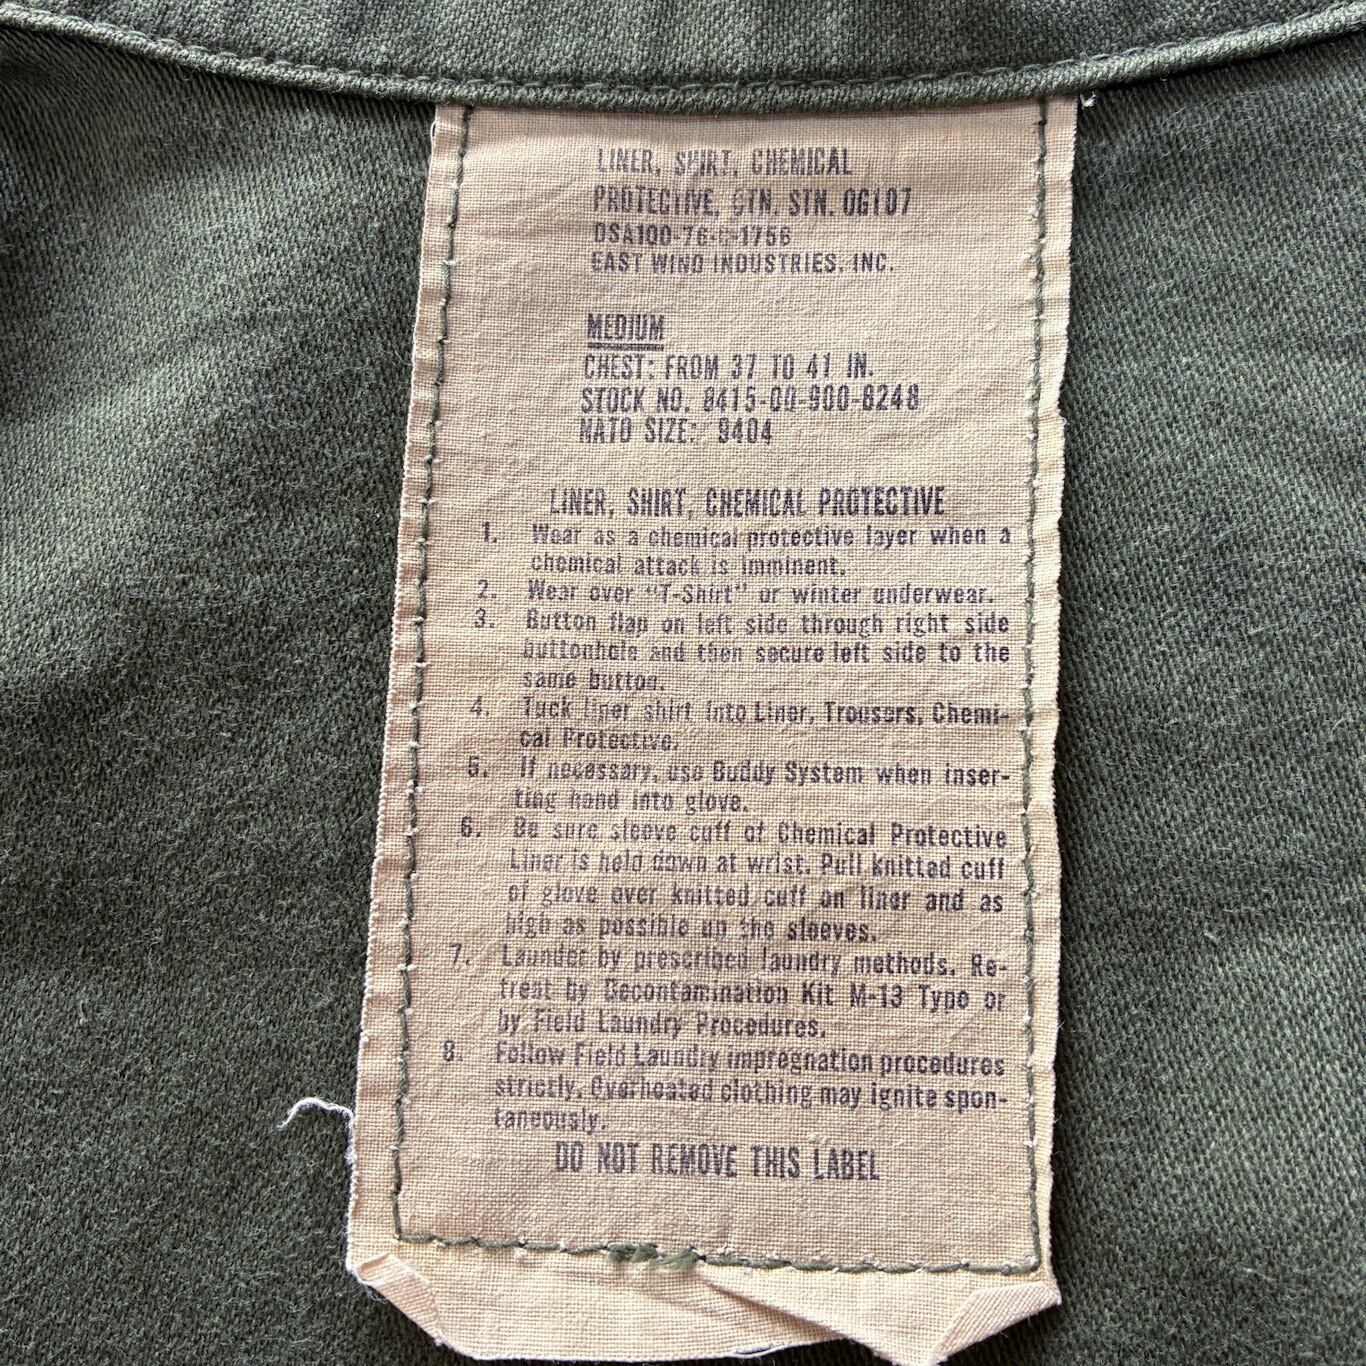 LINER, SHIRT, CHEMICAL
PROTECTIVE, CTN. STN. OG107
DSA100-76-C-1756
EAST WIND INDUSTRIES, INC.
MEDIUM
CHEST: FROM 37 TO 41 IN.
STOCK NO. 8415-00-900-8248
NATO SIZE: 9404
LINER, SHIRT, CHEMICAL PROTECTIVE
1. Wear as a chemical protective layer when a
chemical attack is imminent.
2. Wear over "T-Shirt" or winter underwear.
3. Button flap on left side through right side
buttonhole and then secure left side to the
same button.
4. Tuck liner shirt into Liner, Trousers, Chemi-
cal Protective.
5. If necessary, use Buddy System when inser-
ting hand into glove.
6. Be sure sleeve cuff of Chemical Protective
Liner is held down at wrist. Pull knitted cuff
of glove over knitted cuff on liner and as
high as possible up the sleeves.
7. Launder by prescribed laundry methods. Re-
treat by Decontamination Kit M-13 Type or
by Field Laundry Procedures.
8. Follow Field Laundry impregnation procedures
strictly. Overheated clothing may ignite spon-
taneously.
DO NOT REMOVE THIS LABEL